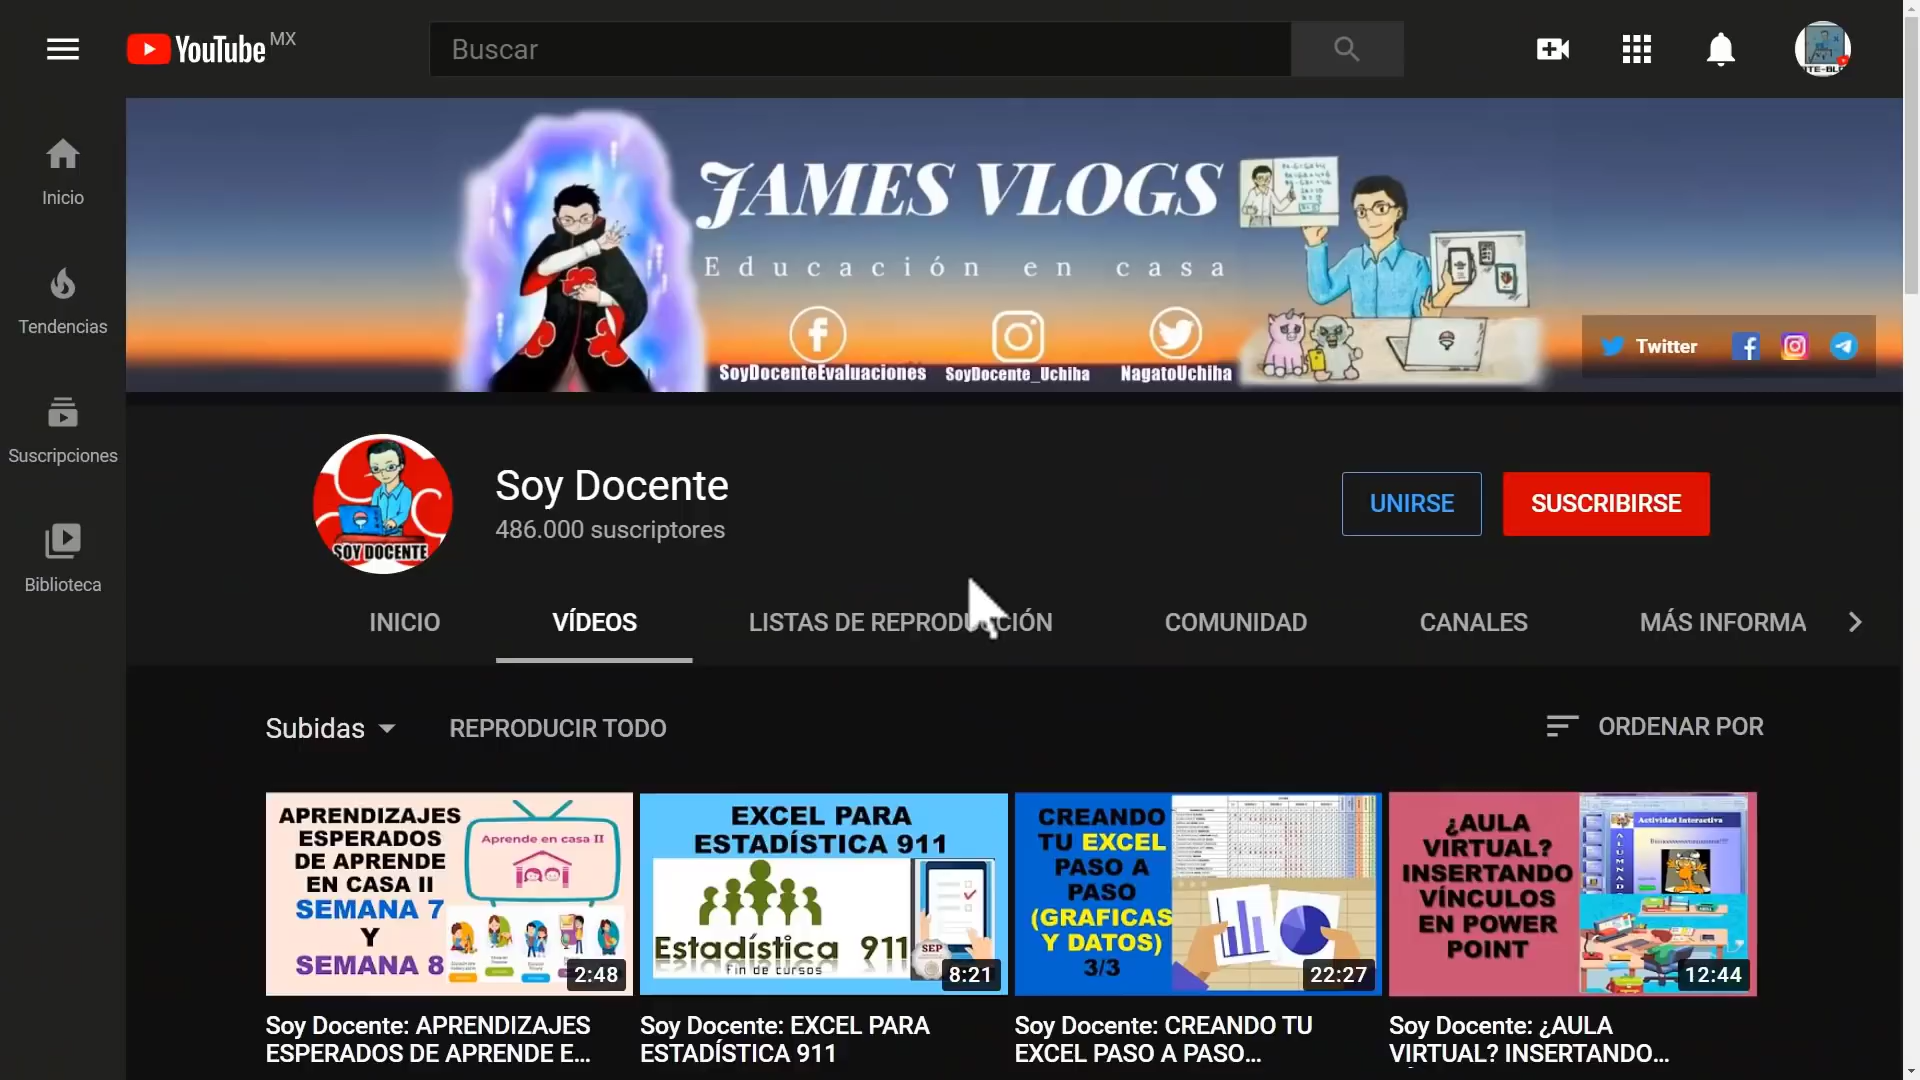 YouTube MX
Buscar
Inicio
Tendencias
Suscripciones
Biblioteca
JAMES VLOGS
Educación en casa
SoyDocenteEvaluaciones
SoyDocente_Uchiha
NagatoUchiha
Twitter
SOY DOCENTE
Soy Docente
486.000 suscriptores
UNIRSE
SUSCRIBIRSE
INICIO
VÍDEOS
LISTAS DE REPRODUCCIÓN
COMUNIDAD
CANALES
MÁS INFORMA
Subidas
REPRODUCIR TODO
ORDENAR POR
APRENDIZAJES
ESPERADOS
DE APRENDE
EN CASA II
SEMANA 7
Y
SEMANA 8
Aprende en casa II
2:48
EXCEL PARA
ESTADÍSTICA 911
Estadística 911
Fin de cursos
SEP
8:21
CREANDO
TU EXCEL
PASO A
PASO
(GRAFICAS
Y DATOS)
3/3
22:27
¿AULA
VIRTUAL?
INSERTANDO
VÍNCULOS
EN POWER
POINT
Actividad Interactiva
ALUMNAD
12:44
Soy Docente: APRENDIZAJES
ESPERADOS DE APRENDE E...
Soy Docente: EXCEL PARA
ESTADÍSTICA 911
Soy Docente: CREANDO TU
EXCEL PASO A PASO...
Soy Docente: ¿AULA
VIRTUAL? INSERTANDO...